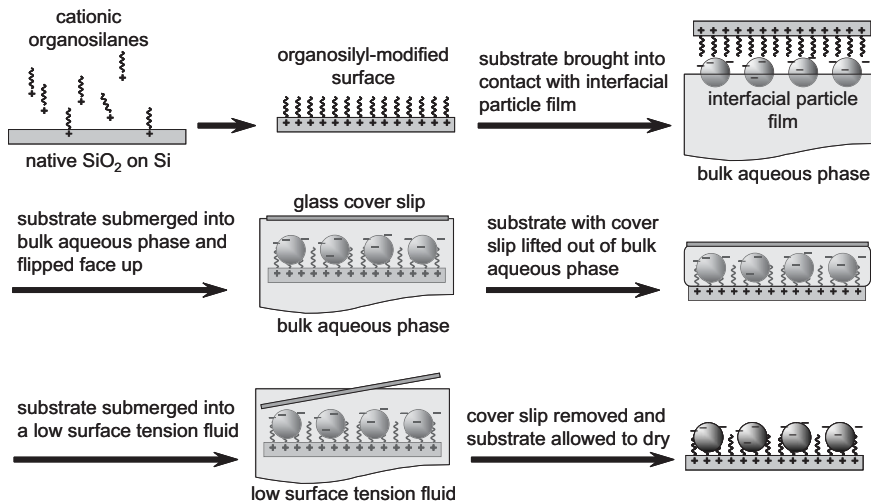 cationic
organosilanes
native SiO₂ on Si
organosilyl-modified
surface
+ + + + + + + + + + + + +
substrate brought into
contact with interfacial
particle film
+ + + + + + + + + + + + +
interfacial particle
film
bulk aqueous phase
substrate submerged into
bulk aqueous phase and
flipped face up
glass cover slip
+ + + + + + + + + + + + +
bulk aqueous phase
substrate with cover
slip lifted out of bulk
aqueous phase
+ + + + + + + + + + + + +
substrate submerged into
a low surface tension fluid
+ + + + + + + + + + + + +
low surface tension fluid
cover slip removed and
substrate allowed to dry
+ + + + + + + + + + + + +